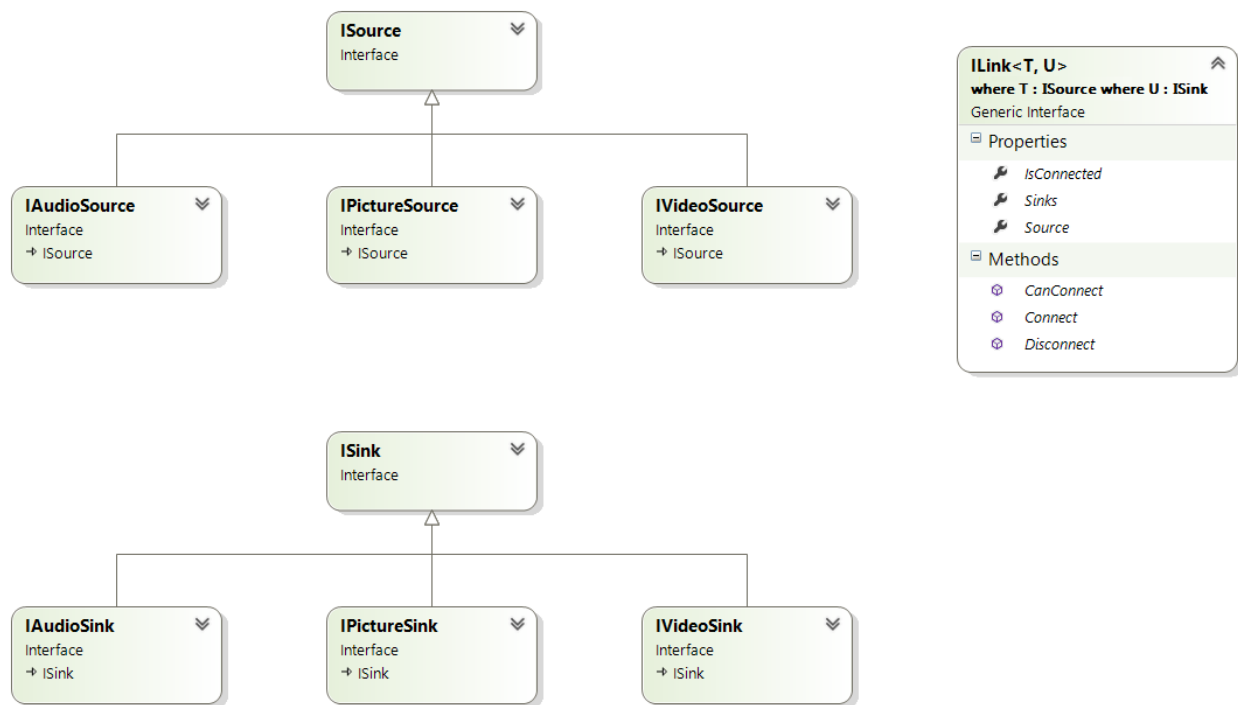 ISource
Interface
ILink<T, U>
where T : ISource where U : ISink
Generic Interface
Properties
IsConnected
Sinks
Source
Methods
CanConnect
Connect
Disconnect
IAudioSource
Interface
ISource
IPictureSource
Interface
ISource
IVideoSource
Interface
ISource
ISink
Interface
IAudioSink
Interface
ISink
IPictureSink
Interface
ISink
IVideoSink
Interface
ISink